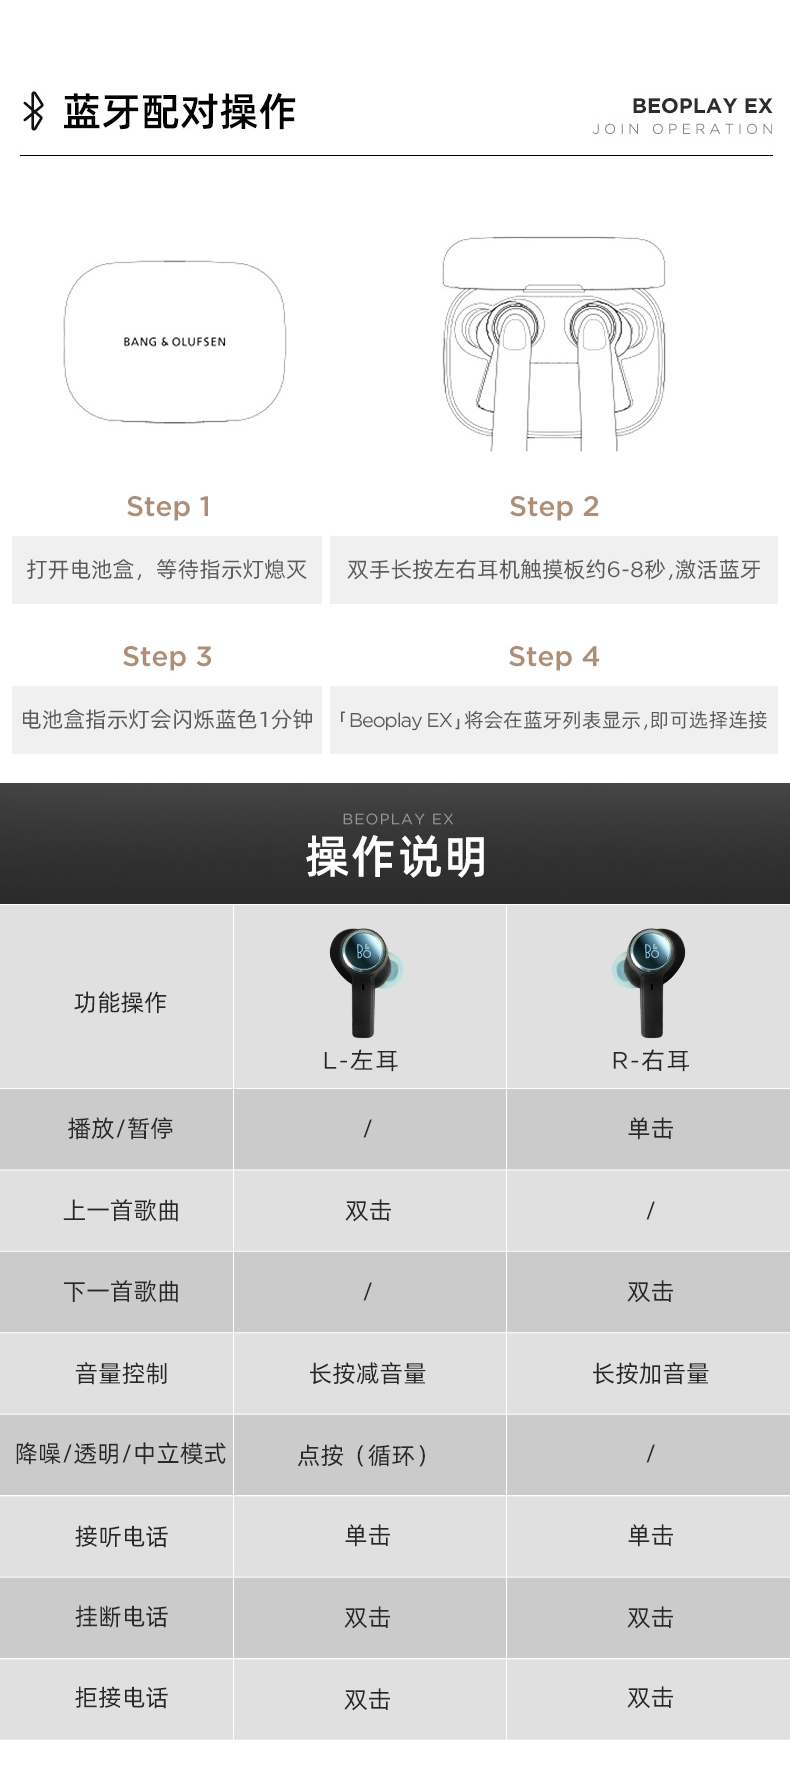 蓝牙配对操作
BEOPLAY EX
JOIN OPERATION
BANG & OLUFSEN
Step 1
Step 2
打开电池盒，等待指示灯熄灭
双手长按左右耳机触摸板约6-8秒,激活蓝牙
Step 3
Step 4
电池盒指示灯会闪烁蓝色1分钟
「Beoplay EX」将会在蓝牙列表显示,即可选择连接
BEOPLAY EX
操作说明
B&O
B&O
功能操作
L-左耳
R-右耳
播放/暂停
/
单击
上一首歌曲
双击
/
下一首歌曲
/
双击
音量控制
长按减音量
长按加音量
降噪/透明/中立模式
点按（循环）
/
接听电话
单击
单击
挂断电话
双击
双击
拒接电话
双击
双击